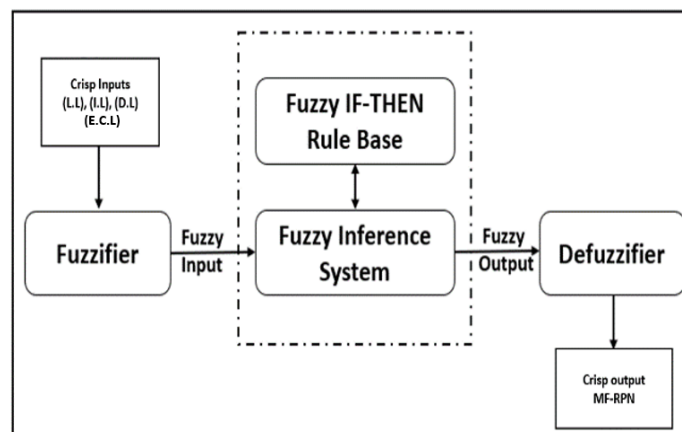 Crisp Inputs
(L.L), (I.L), (D.L)
(E.C.L)
Fuzzy IF-THEN
Rule Base
Fuzzifier
Fuzzy
Input
Fuzzy Inference
System
Fuzzy
Output
Defuzzifier
Crisp output
MF-RPN